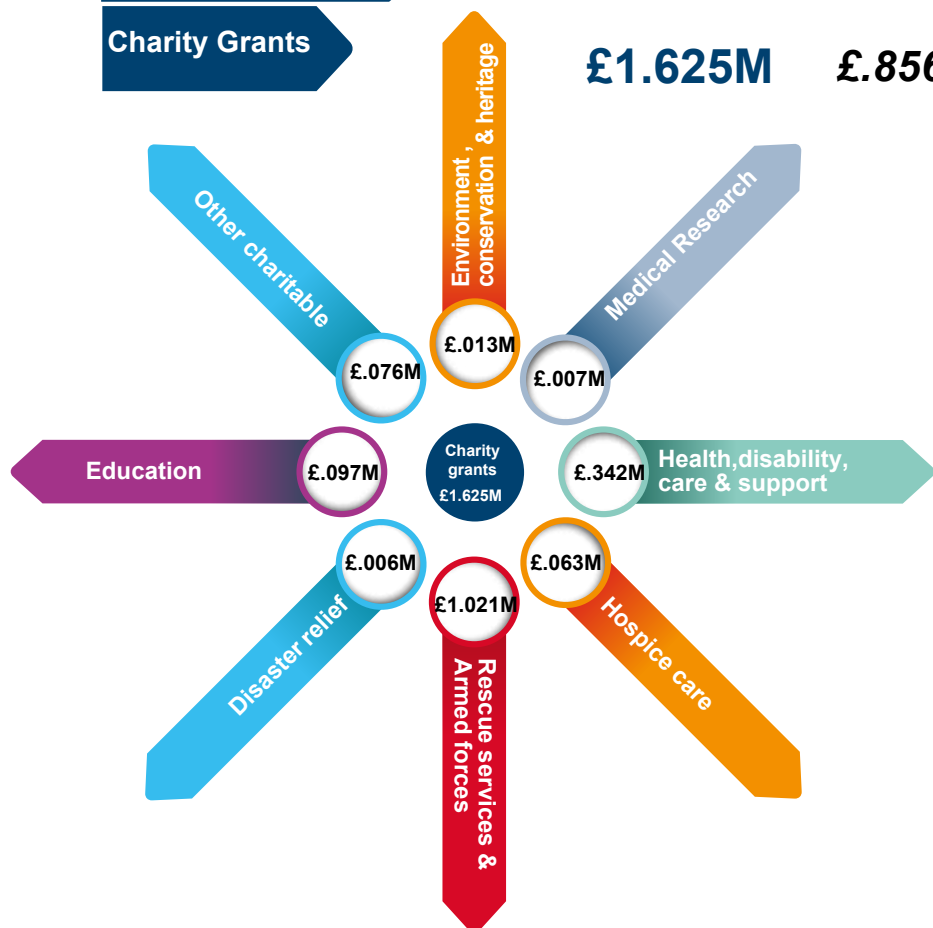 Charity Grants
£1.625M
£.856
Environment,
conservation & heritage
Medical Research
Other charitable
£.013M
£.076M
£.007M
Education
£.097M
Charity
grants
£1.625M
£.342M
Health,disability,
care & support
£.006M
£.063M
£1.021M
Disaster relief
Hospice care
Rescue services &
Armed forces